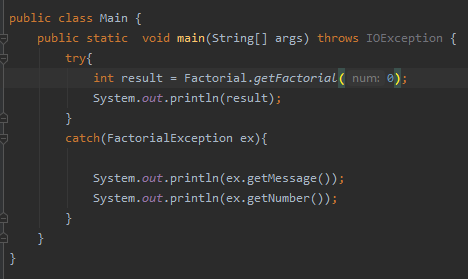 public class Main {
public static  void main(String[] args) throws IOException {
try{
int result = Factorial.getFactorial( num: 0);
System.out.println(result);
}
catch(FactorialException ex){
System.out.println(ex.getMessage());
System.out.println(ex.getNumber());
}
}
}